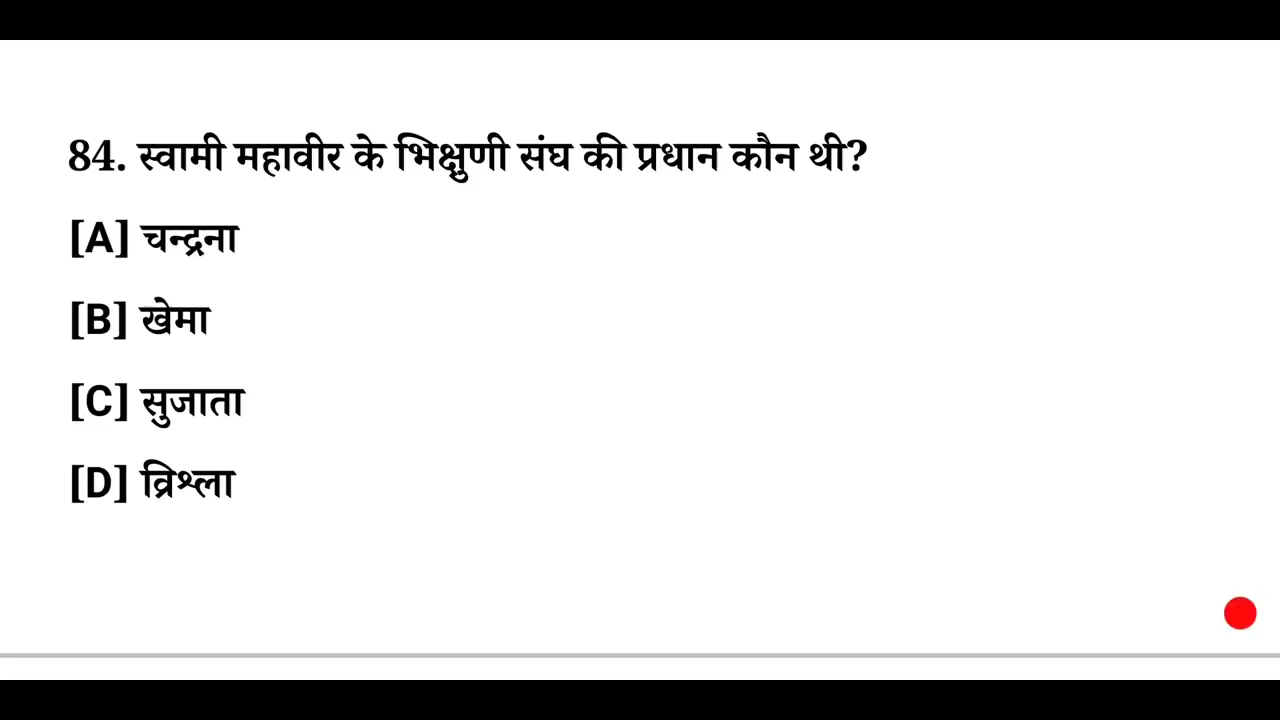 84. स्वामी महावीर के भिक्षुणी संघ की प्रधान कौन थी?
[A] चन्द्रना
[B] खेमा
[C] सुजाता
[D] व्रिश्ला